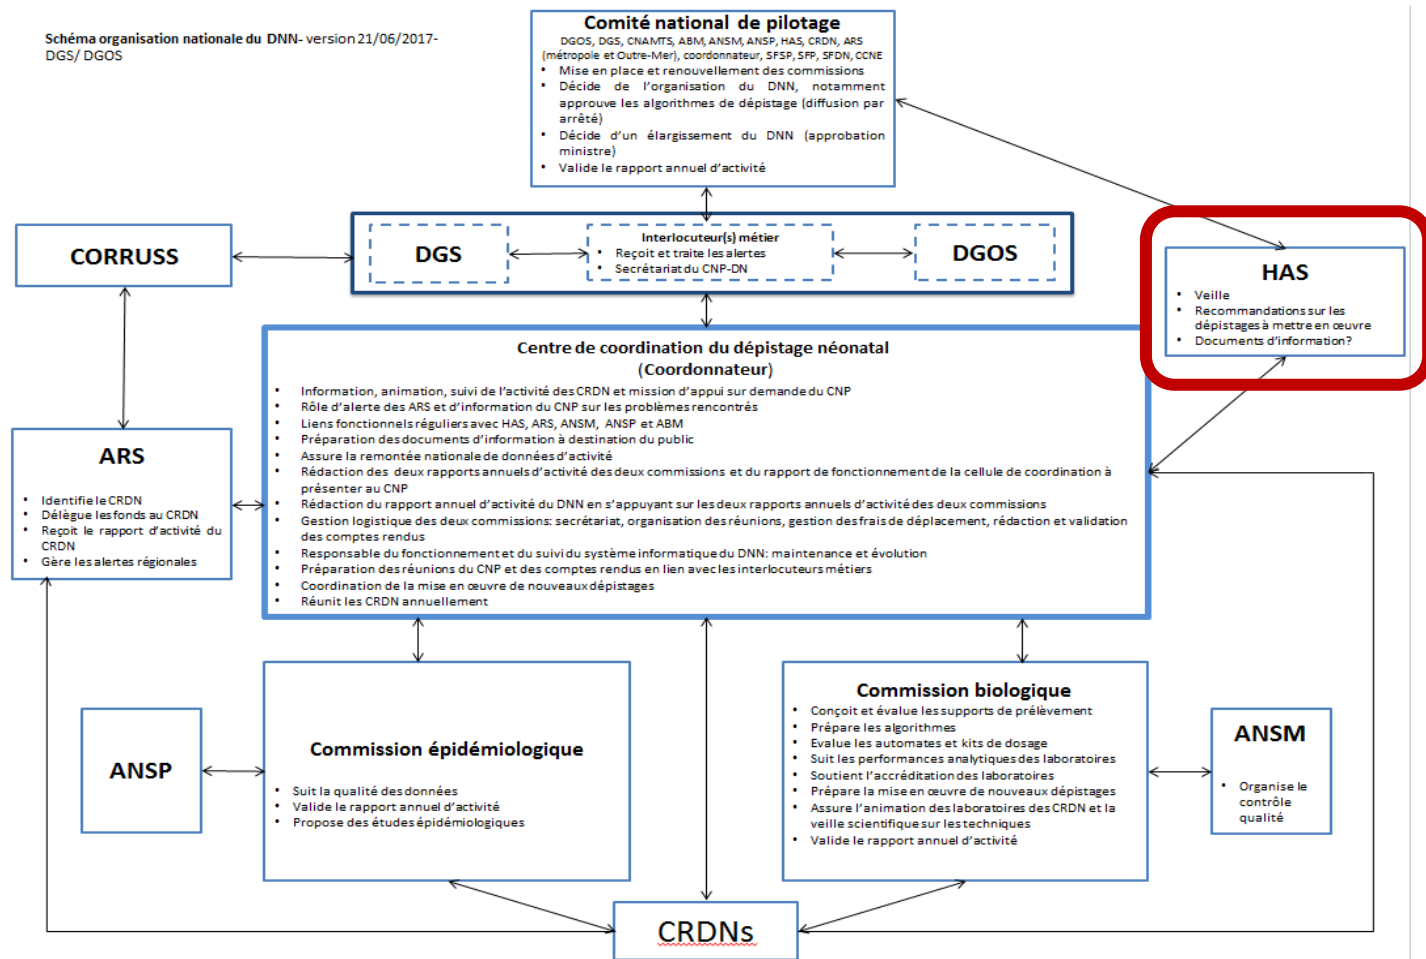 Schéma organisation nationale du DNN- version 21/06/2017-
DGS/ DGOS
Comité national de pilotage
DGOS, DGS, CNAMTS, ABM, ANSM, ANSP, HAS, CRDN, ARS
(métropole et Outre-Mer), coordonnateur, SFSP, SFP, SFDN, CCNE
• Mise en place et renouvellement des commissions
• Décide de l'organisation du DNN, notamment
approuve les algorithmes de dépistage (diffusion par
arrêté)
• Décide d'un élargissement du DNN (approbation
ministre)
• Valide le rapport annuel d'activité
CORRUSS
DGS
Interlocuteur(s) métier
• Reçoit et traite les alertes
• Secrétariat du CNP-DN
DGOS
HAS
• Veille
• Recommandations sur les
dépistages à mettre en œuvre
• Documents d'information?
Centre de coordination du dépistage néonatal
(Coordonnateur)
• Information, animation, suivi de l'activité des CRDN et mission d'appui sur demande du CNP
• Rôle d'alerte des ARS et d'information du CNP sur les problèmes rencontrés
• Liens fonctionnels réguliers avec HAS, ARS, ANSM, ANSP et ABM
• Préparation des documents d'information à destination du public
• Assure la remontée nationale de données d'activité
• Rédaction des deux rapports annuels d'activité des deux commissions et du rapport de fonctionnement de la cellule de coordination à
présenter au CNP
• Rédaction du rapport annuel d'activité du DNN en s'appuyant sur les deux rapports annuels d'activité des deux commissions
• Gestion logistique des deux commissions: secrétariat, organisation des réunions, gestion des frais de déplacement, rédaction et validation
des comptes rendus
• Responsable du fonctionnement et du suivi du système informatique du DNN: maintenance et évolution
• Préparation des réunions du CNP et des comptes rendus en lien avec les interlocuteurs métiers
• Coordination de la mise en œuvre de nouveaux dépistages
• Réunit les CRDN annuellement
ARS
• Identifie le CRDN
• Délègue les fonds au CRDN
• Reçoit le rapport d'activité du
CRDN
• Gère les alertes régionales
ANSP
Commission épidémiologique
• Suit la qualité des données
• Valide le rapport annuel d'activité
• Propose des études épidémiologiques
Commission biologique
• Conçoit et évalue les supports de prélèvement
• Prépare les algorithmes
• Evalue les automates et kits de dosage
• Suit les performances analytiques des laboratoires
• Soutient l'accréditation des laboratoires
• Prépare la mise en œuvre de nouveaux dépistages
• Assure l'animation des laboratoires des CRDN et la
veille scientifique sur les techniques
• Valide le rapport annuel d'activité
ANSM
• Organise le
contrôle
qualité
CRDNs